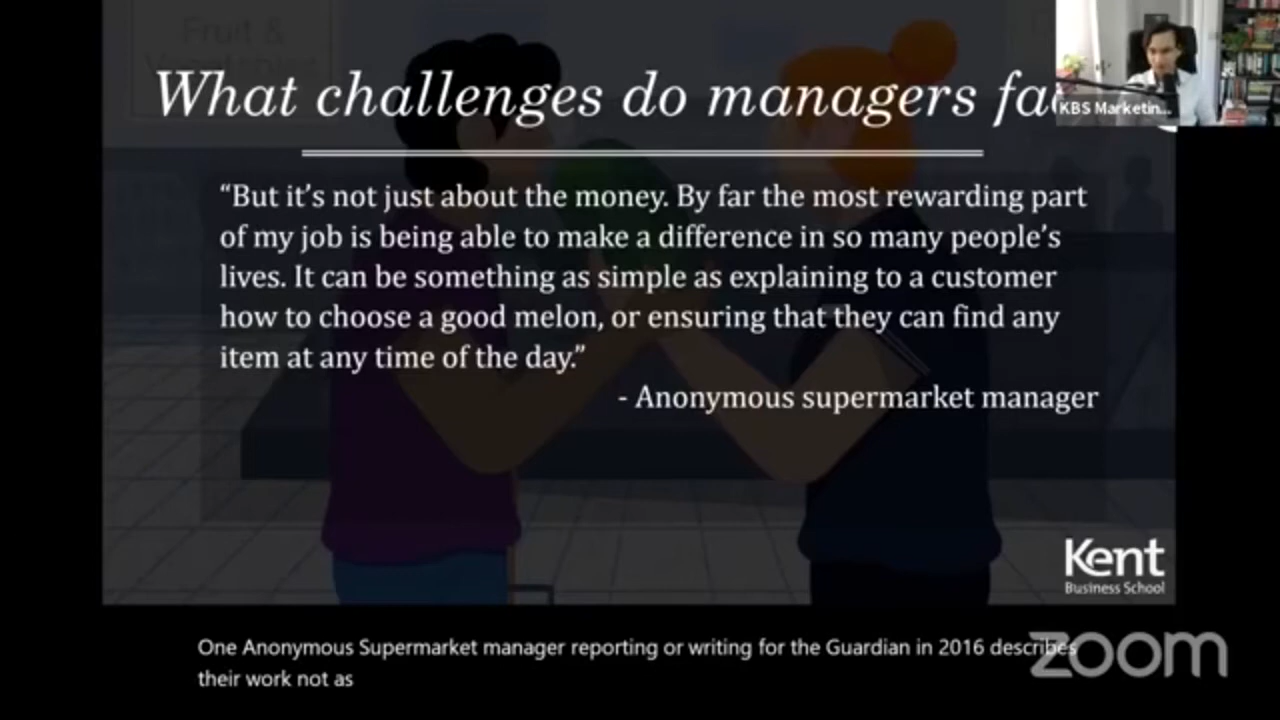 Fruit &
What challenges do managers fa
KBS Marketin...
“But it’s not just about the money. By far the most rewarding part
of my job is being able to make a difference in so many people’s
lives. It can be something as simple as explaining to a customer
how to choose a good melon, or ensuring that they can find any
item at any time of the day.”
- Anonymous supermarket manager
Kent
Business School
One Anonymous Supermarket manager reporting or writing for the Guardian in 2016 describes
their work not as
zoom